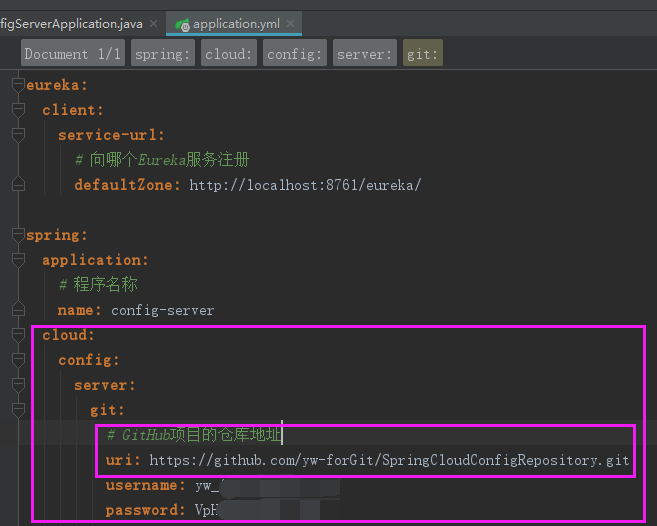 figServerApplication.java × application.yml ×
Document 1/1 spring: cloud: config: server: git:
eureka:
client:
service-url:
# 向哪个Eureka服务注册
defaultZone: http://localhost:8761/eureka/
spring:
application:
# 程序名称
name: config-server
cloud:
config:
server:
git:
# GitHub项目的仓库地址
uri: https://github.com/yw-forGit/SpringCloudConfigRepository.git
username: yw_
password: VpH